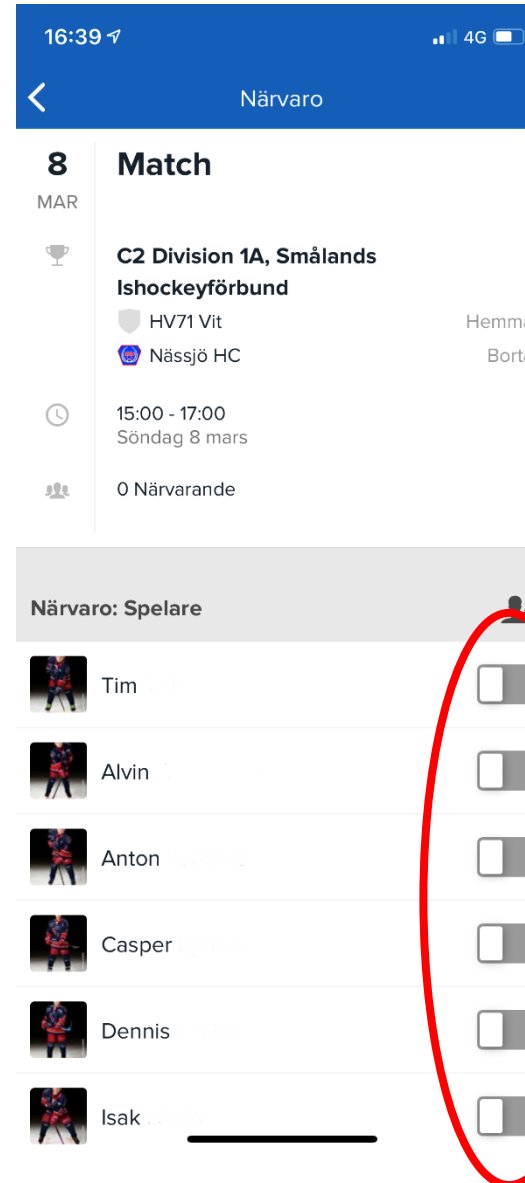 16:39
4G
Närvaro
8
Match
MAR
C2 Division 1A, Smålands
Ishockeyförbund
HV71 Vit
Hemma
Nässjö HC
Borta
15:00 - 17:00
Söndag 8 mars
0 Närvarande
Närvaro: Spelare
Tim
Alvin
Anton
Casper
Dennis
Isak